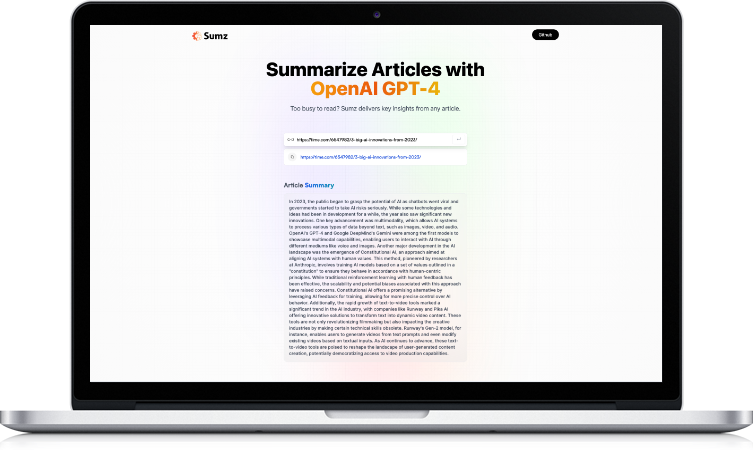 Sumz
Github
Summarize Articles with
OpenAI GPT-4
Too busy to read? Sumz delivers key insights from any article.
https://time.com/6547982/3-big-ai-innovations-from-2023/
https://time.com/6547982/3-big-ai-innovations-from-2023/
Article Summary
In 2023, the public began to grasp the potential of AI as chatbots went viral and
governments started to take AI risks seriously. While some technologies and
ideas had been in development for a while, the year also saw significant new
innovations. One key advancement was multimodality, which allows AI systems
to process various types of data beyond text, such as images, video, and audio.
OpenAI's GPT-4 and Google DeepMind's Gemini were among the first models to
showcase multimodal capabilities, enabling users to interact with AI through
different mediums like voice and images. Another major development in the AI
landscape was the emergence of Constitutional AI, an approach aimed at
aligning AI systems with human values. This method, pioneered by researchers
at Anthropic, involves training AI models based on a set of values outlined in a
"constitution" to ensure they behave in accordance with human-centric
principles. While traditional reinforcement learning with human feedback has
been effective, the scalability and potential biases associated with this approach
have raised concerns. Constitutional AI offers a promising alternative by
leveraging AI feedback for training, allowing for more precise control over AI
behavior. Additionally, the rapid growth of text-to-video tools marked a
significant trend in the AI industry, with companies like Runway and Pika AI
offering innovative solutions to transform text into dynamic video content. These
tools are not only revolutionizing filmmaking but also impacting the creative
industries by making certain technical skills obsolete. Runway's Gen-2 model, for
instance, enables users to generate videos from text prompts and even modify
existing videos based on textual inputs. As AI continues to advance, these text-
to-video tools are poised to reshape the landscape of user-generated content
creation, potentially democratizing access to video production capabilities.